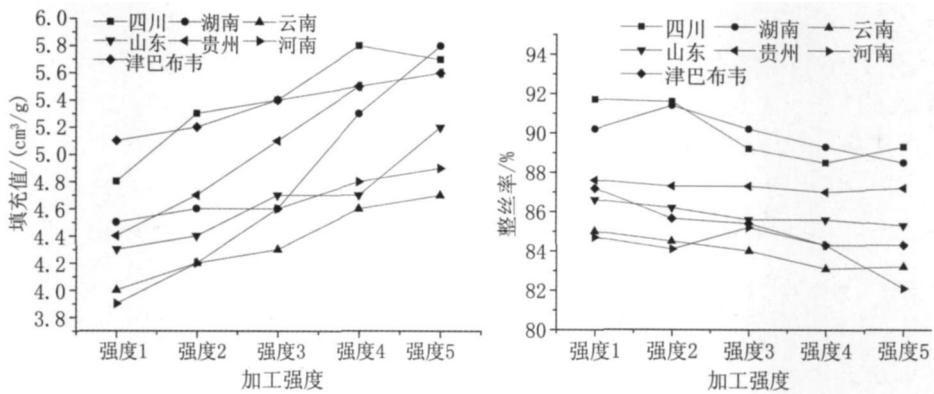 四川 湖南 云南
山东 贵州 河南
津巴布韦
6.0
5.8
5.6
5.4
5.2
5.0
4.8
4.6
4.4
4.2
4.0
3.8
填充值/(cm³/g)
强度1 强度2 强度3 强度4 强度5
加工强度
四川 湖南 云南
山东 贵州 河南
津巴布韦
94
92
90
88
86
84
82
80
整丝率/%
强度1 强度2 强度3 强度4 强度5
加工强度